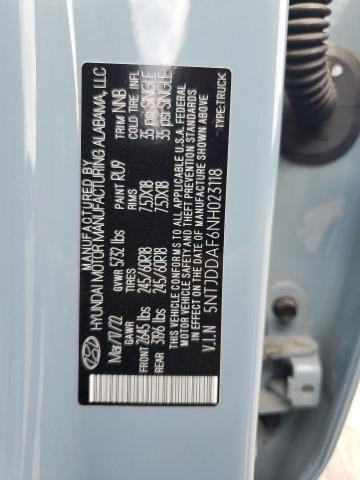 MANUFACTURED BY
HYUNDAI MOTOR MANUFACTURING ALABAMA, LLC
Mar/17/22 GVWR 5732 lbs PAINT RU9 TRIM NNB
GAWR TIRES RIMS COLD TIRE INFL
FRONT 2645 lbs 245/60R18 7.5JX18 35 psi SINGLE
REAR 3196 lbs 245/60R18 7.5JX18 35 psi SINGLE
THIS VEHICLE CONFORMS TO ALL APPLICABLE U.S.A. FEDERAL
MOTOR VEHICLE SAFETY AND THEFT PREVENTION STANDARDS
IN EFFECT ON THE DATE OF MANUFACTURE SHOWN ABOVE
V.I.N 5NTJDDAF6NH023118 TYPE:TRUCK